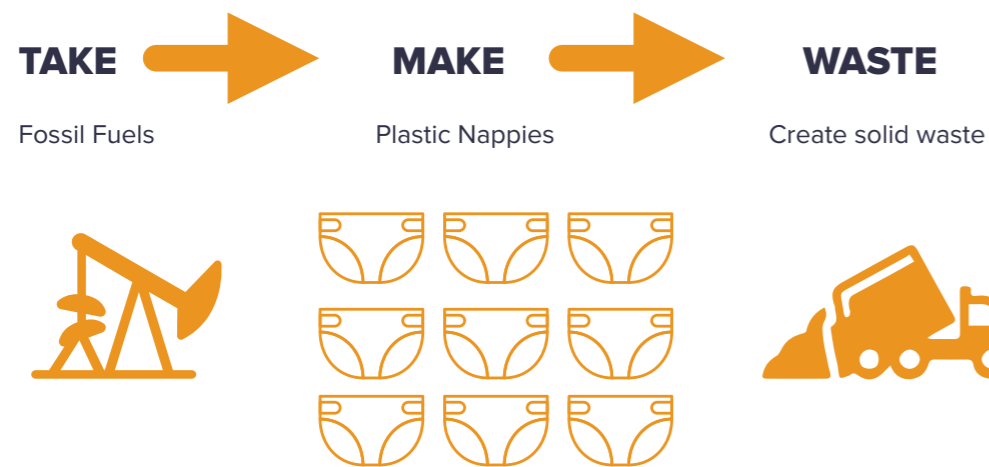 TAKE
MAKE
WASTE
Fossil Fuels
Plastic Nappies
Create solid waste